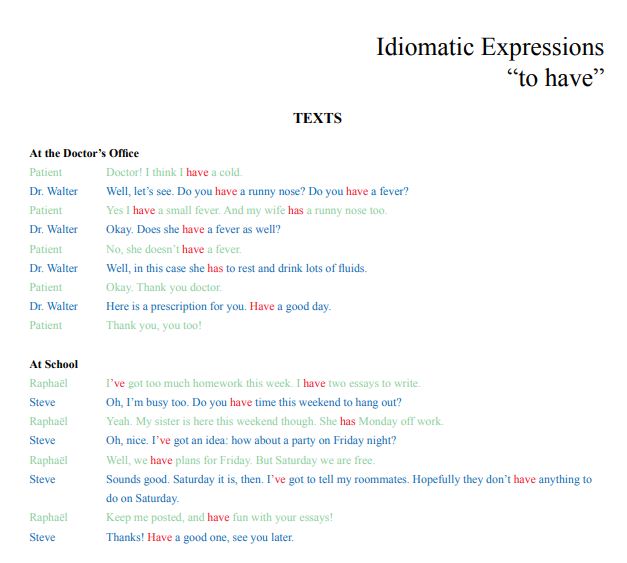 Idiomatic Expressions
“to have”
TEXTS
At the Doctor’s Office
Patient Doctor! I think I have a cold.
Dr. Walter Well, let’s see. Do you have a runny nose? Do you have a fever?
Patient Yes I have a small fever. And my wife has a runny nose too.
Dr. Walter Okay. Does she have a fever as well?
Patient No, she doesn’t have a fever.
Dr. Walter Well, in this case she has to rest and drink lots of fluids.
Patient Okay. Thank you doctor.
Dr. Walter Here is a prescription for you. Have a good day.
Patient Thank you, you too!
At School
Raphaël I’ve got too much homework this week. I have two essays to write.
Steve Oh, I’m busy too. Do you have time this weekend to hang out?
Raphaël Yeah. My sister is here this weekend though. She has Monday off work.
Steve Oh, nice. I’ve got an idea: how about a party on Friday night?
Raphaël Well, we have plans for Friday. But Saturday we are free.
Steve Sounds good. Saturday it is, then. I’ve got to tell my roommates. Hopefully they don’t have anything to
do on Saturday.
Raphaël Keep me posted, and have fun with your essays!
Steve Thanks! Have a good one, see you later.